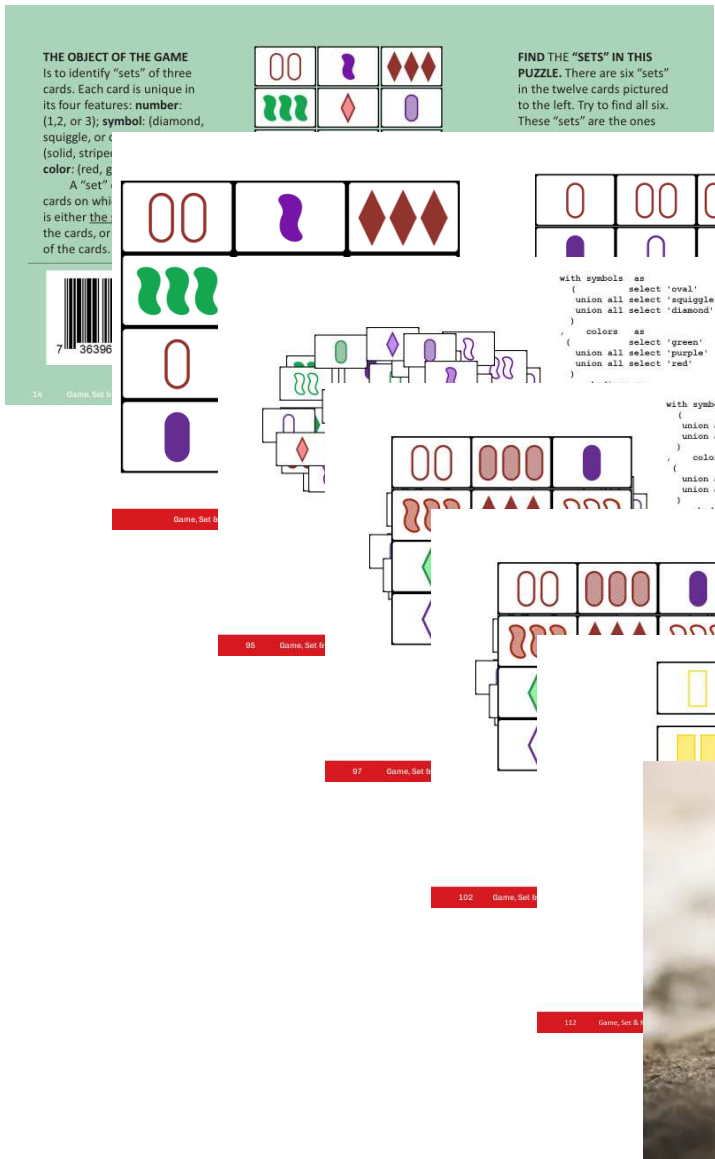 THE OBJECT OF THE GAME
Is to identify “sets” of three
cards. Each card is unique in
its four features: number:
(1,2, or 3); symbol: (diamond,
squiggle, or
(solid, striped
color: (red, g
A “set”
cards on whi
is either the
the cards, or
of the cards.
7 36396
14 Game, Set &
FIND THE “SETS” IN THIS
PUZZLE. There are six “sets”
in the twelve cards pictured
to the left. Try to find all six.
These “sets” are the ones
Game, Set &
with symbols as
( select 'oval'
union all select 'squiggle
union all select 'diamond'
)
, colors as
( select 'green'
union all select 'purple'
union all select 'red'
)
95 Game, Set &
with symb
(
union
union
)
, colo
(
union
union
)
97 Game, Set &
102 Game, Set &
112 Game, Set &